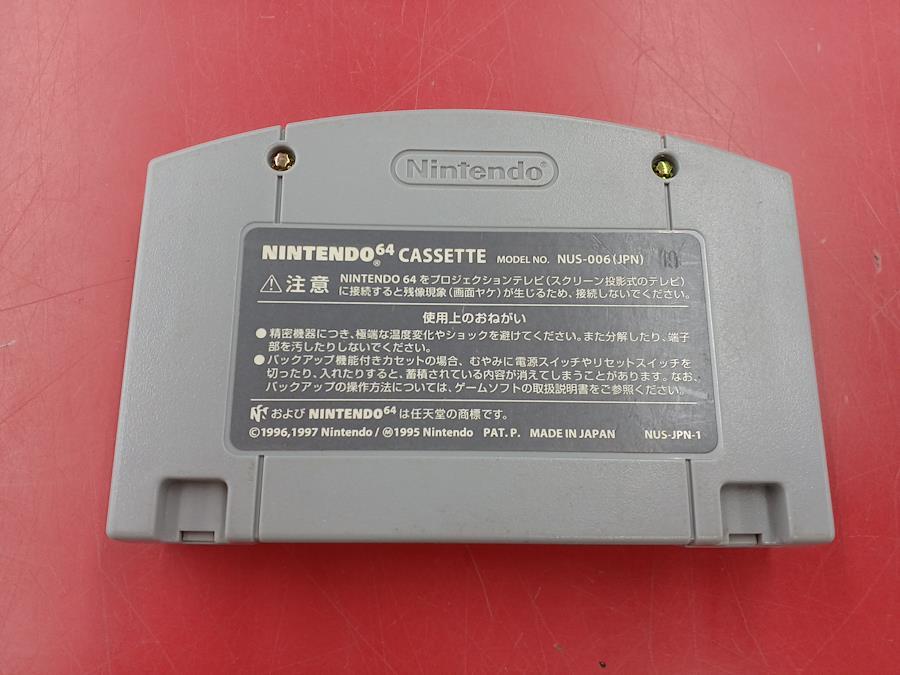 Nintendo®
NINTENDO64® CASSETTE MODEL NO. NUS-006(JPN) 09
⚠注意 NINTENDO 64 をプロジェクションテレビ(スクリーン投影式のテレビ)
に接続すると残像現象(画面ヤケ)が生じるため、接続しないでください。
使用上のおねがい
●精密機器につき、極端な温度変化やショックを避けてください。また分解したり、端子
部を汚したりしないでください。
●バックアップ機能付きカセットの場合、むやみに電源スイッチやリセットスイッチを
切ったり、入れたりすると、蓄積されている内容が消えてしまうことがあります。なお、
バックアップの操作方法については、ゲームソフトの取扱説明書をご参照ください。
および NINTENDO64 は任天堂の商標です。
©1996,1997 Nintendo/Ⓜ1995 Nintendo PAT. P. MADE IN JAPAN NUS-JPN-1